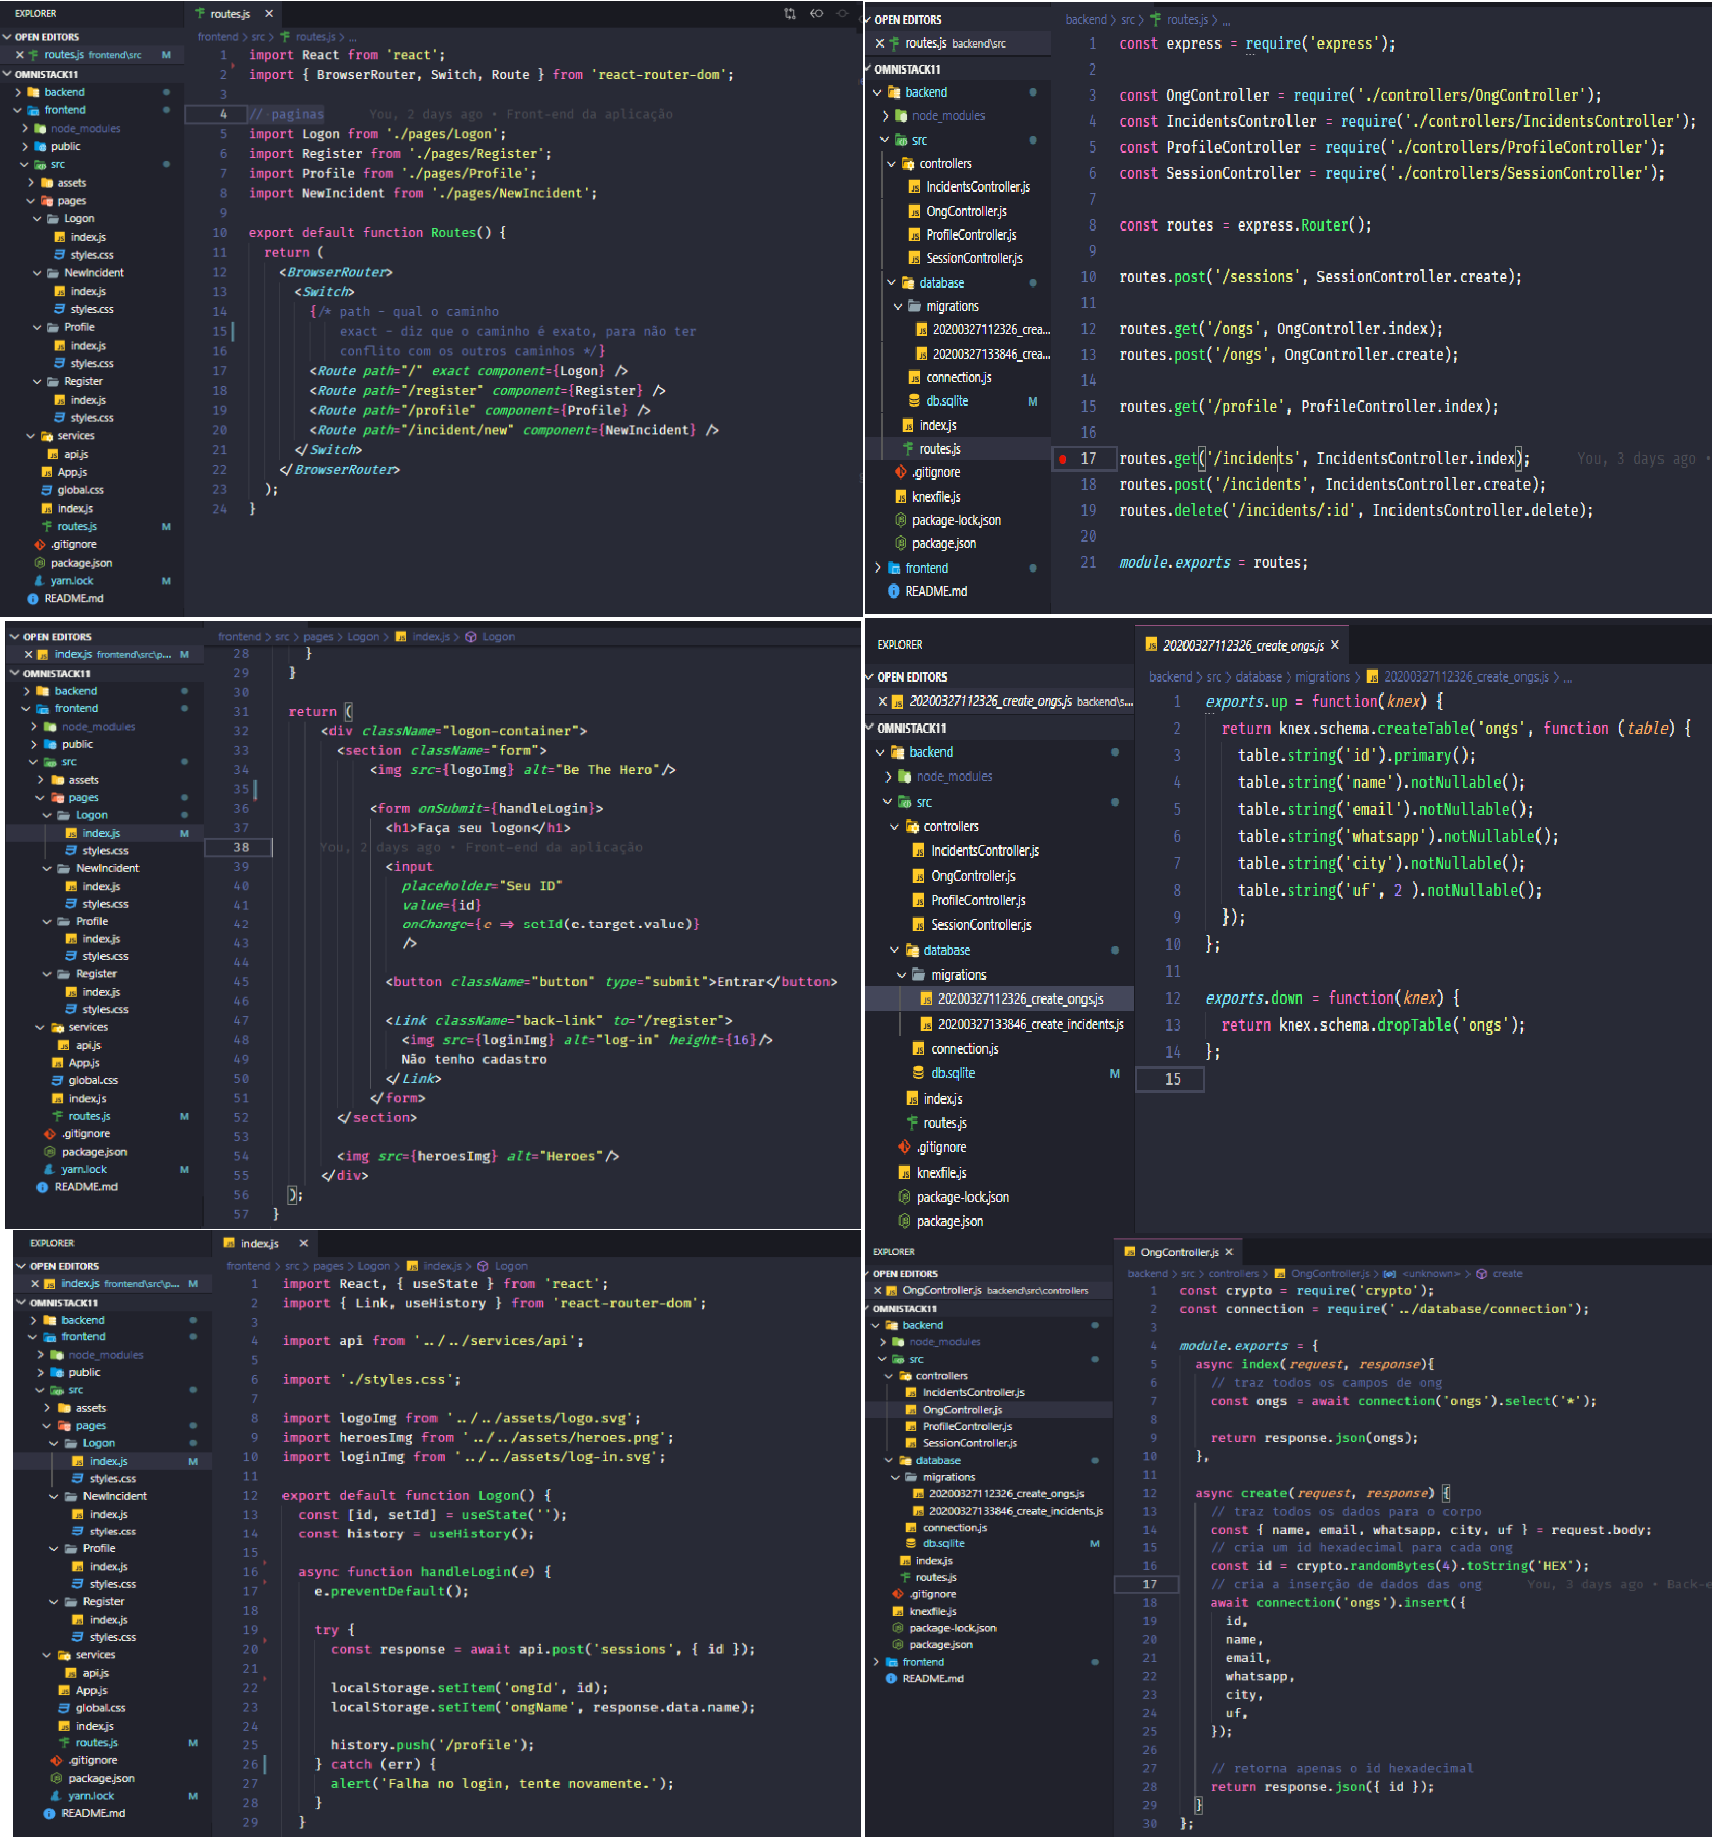 EXPLORER
OPEN EDITORS
routes.js frontend\src M
OMNISTACK11
backend
frontend
node_modules
public
src
assets
pages
Logon
index.js
styles.css
NewIncident
index.js
styles.css
Profile
index.js
styles.css
Register
index.js
styles.css
services
api.js
App.js
global.css
index.js
routes.js M
.gitignore
package.json
yarn.lock M
README.md
routes.js
frontend > src > routes.js > ...
1 import React from 'react';
2 import { BrowserRouter, Switch, Route } from 'react-router-dom';
3
4 // paginas You, 2 days ago • Front-end da aplicação
5 import Logon from './pages/Logon';
6 import Register from './pages/Register';
7 import Profile from './pages/Profile';
8 import NewIncident from './pages/NewIncident';
9
10 export default function Routes() {
11 return (
12 <BrowserRouter>
13 <Switch>
14 {/* path - qual o caminho
15 exact - diz que o caminho é exato, para não ter
16 conflito com os outros caminhos */}
17 <Route path="/" exact component={Logon} />
18 <Route path="/register" component={Register} />
19 <Route path="/profile" component={Profile} />
20 <Route path="/incident/new" component={NewIncident} />
21 </Switch>
22 </BrowserRouter>
23 );
24 }
OPEN EDITORS
routes.js backend\src
OMNISTACK11
backend
node_modules
src
controllers
IncidentsController.js
OngController.js
ProfileController.js
SessionController.js
database
migrations
20200327112326_crea...
20200327133846_crea...
connection.js
db.sqlite M
index.js
routes.js
.gitignore
knexfile.js
package-lock.json
package.json
frontend
README.md
backend > src > routes.js > ...
1 const express = require('express');
2
3 const OngController = require('./controllers/OngController');
4 const IncidentsController = require('./controllers/IncidentsController');
5 const ProfileController = require('./controllers/ProfileController');
6 const SessionController = require('./controllers/SessionController');
7
8 const routes = express.Router();
9
10 routes.post('/sessions', SessionController.create);
11
12 routes.get('/ongs', OngController.index);
13 routes.post('/ongs', OngController.create);
14
15 routes.get('/profile', ProfileController.index);
16
17 routes.get('/incidents', IncidentsController.index); You, 3 days ago •
18 routes.post('/incidents', IncidentsController.create);
19 routes.delete('/incidents/:id', IncidentsController.delete);
20
21 module.exports = routes;
OPEN EDITORS
index.js frontend\src\p... M
OMNISTACK11
backend
frontend
node_modules
public
src
assets
pages
Logon
index.js M
styles.css
NewIncident
index.js
styles.css
Profile
index.js
styles.css
Register
index.js
styles.css
services
api.js
App.js
global.css
index.js
routes.js M
.gitignore
package.json
yarn.lock M
README.md
frontend > src > pages > Logon > index.js > Logon
28 }
29 }
30
31 return (
32 <div className="logon-container">
33 <section className="form">
34 <img src={logoImg} alt="Be The Hero"/>
35
36 <form onSubmit={handleLogin}>
37 <h1>Faça seu logon</h1>
38 You, 2 days ago • Front-end da aplicação
39 <input
40 placeholder="Seu ID"
41 value={id}
42 onChange={e => setId(e.target.value)}
43 />
44
45 <button className="button" type="submit">Entrar</button>
46
47 <Link className="back-link" to="/register">
48 <img src={loginImg} alt="log-in" height={16}/>
49 Não tenho cadastro
50 </Link>
51 </form>
52 </section>
53
54 <img src={heroesImg} alt="Heroes"/>
55 </div>
56 );
57 }
EXPLORER
OPEN EDITORS
20200327112326_create_ongs.js backend\s...
OMNISTACK11
backend
node_modules
src
controllers
IncidentsController.js
OngController.js
ProfileController.js
SessionController.js
database
migrations
20200327112326_create_ongs.js
20200327133846_create_incidents.js
connection.js
db.sqlite M
index.js
routes.js
.gitignore
knexfile.js
package-lock.json
package.json
20200327112326_create_ongs.js
backend > src > database > migrations > 20200327112326_create_ongs.js > ...
1 exports.up = function(knex) {
2 return knex.schema.createTable('ongs', function (table) {
3 table.string('id').primary();
4 table.string('name').notNullable();
5 table.string('email').notNullable();
6 table.string('whatsapp').notNullable();
7 table.string('city').notNullable();
8 table.string('uf', 2 ).notNullable();
9 });
10 };
11
12 exports.down = function(knex) {
13 return knex.schema.dropTable('ongs');
14 };
15
EXPLORER
OPEN EDITORS
index.js frontend\src\p... M
OMNISTACK11
backend
frontend
node_modules
public
src
assets
pages
Logon
index.js M
styles.css
NewIncident
index.js
styles.css
Profile
index.js
styles.css
Register
index.js
styles.css
services
api.js
App.js
global.css
index.js
routes.js M
.gitignore
package.json
yarn.lock M
README.md
index.js
frontend > src > pages > Logon > index.js > Logon
1 import React, { useState } from 'react';
2 import { Link, useHistory } from 'react-router-dom';
3
4 import api from '../../services/api';
5
6 import './styles.css';
7
8 import logoImg from '../../assets/logo.svg';
9 import heroesImg from '../../assets/heroes.png';
10 import loginImg from '../../assets/log-in.svg';
11
12 export default function Logon() {
13 const [id, setId] = useState('');
14 const history = useHistory();
15
16 async function handleLogin(e) {
17 e.preventDefault();
18
19 try {
20 const response = await api.post('sessions', { id });
21
22 localStorage.setItem('ongId', id);
23 localStorage.setItem('ongName', response.data.name);
24
25 history.push('/profile');
26 } catch (err) {
27 alert('Falha no login, tente novamente.');
28 }
29 }
EXPLORER
OPEN EDITORS
OngController.js backend\src\controllers
OMNISTACK11
backend
node_modules
src
controllers
IncidentsController.js
OngController.js
ProfileController.js
SessionController.js
database
migrations
20200327112326_create_ongs.js
20200327133846_create_incidents.js
connection.js
db.sqlite M
index.js
routes.js
.gitignore
knexfile.js
package-lock.json
package.json
frontend
README.md
OngController.js
backend > src > controllers > OngController.js > <unknown> > create
1 const crypto = require('crypto');
2 const connection = require('../database/connection');
3
4 module.exports = {
5 async index(request, response){
6 // traz todos os campos de ong
7 const ongs = await connection('ongs').select('*');
8
9 return response.json(ongs);
10 },
11
12 async create(request, response) {
13 // traz todos os dados para o corpo
14 const { name, email, whatsapp, city, uf } = request.body;
15 // cria um id hexadecimal para cada ong
16 const id = crypto.randomBytes(4).toString('HEX');
17 // cria a inserção de dados das ong You, 3 days ago • Back-e
18 await connection('ongs').insert({
19 id,
20 name,
21 email,
22 whatsapp,
23 city,
24 uf,
25 });
26
27 // retorna apenas o id hexadecimal
28 return response.json({ id });
29 }
30 };